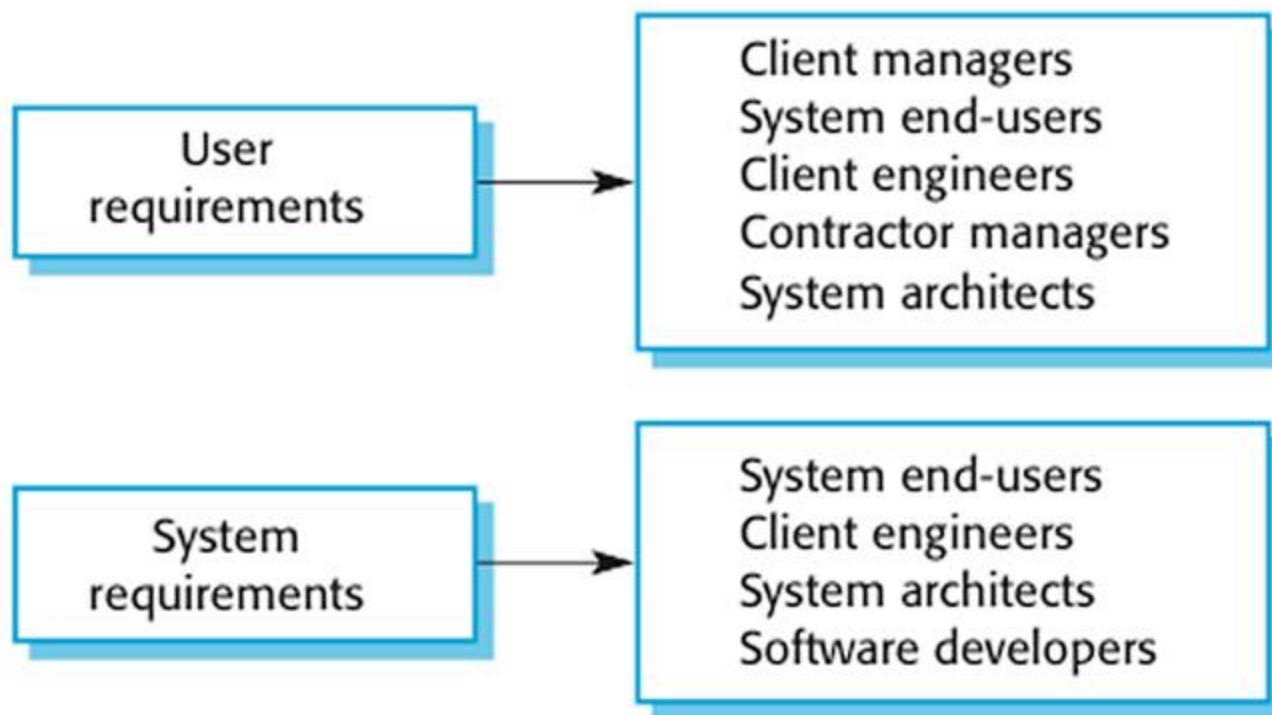 User
requirements
Client managers
System end-users
Client engineers
Contractor managers
System architects
System
requirements
System end-users
Client engineers
System architects
Software developers